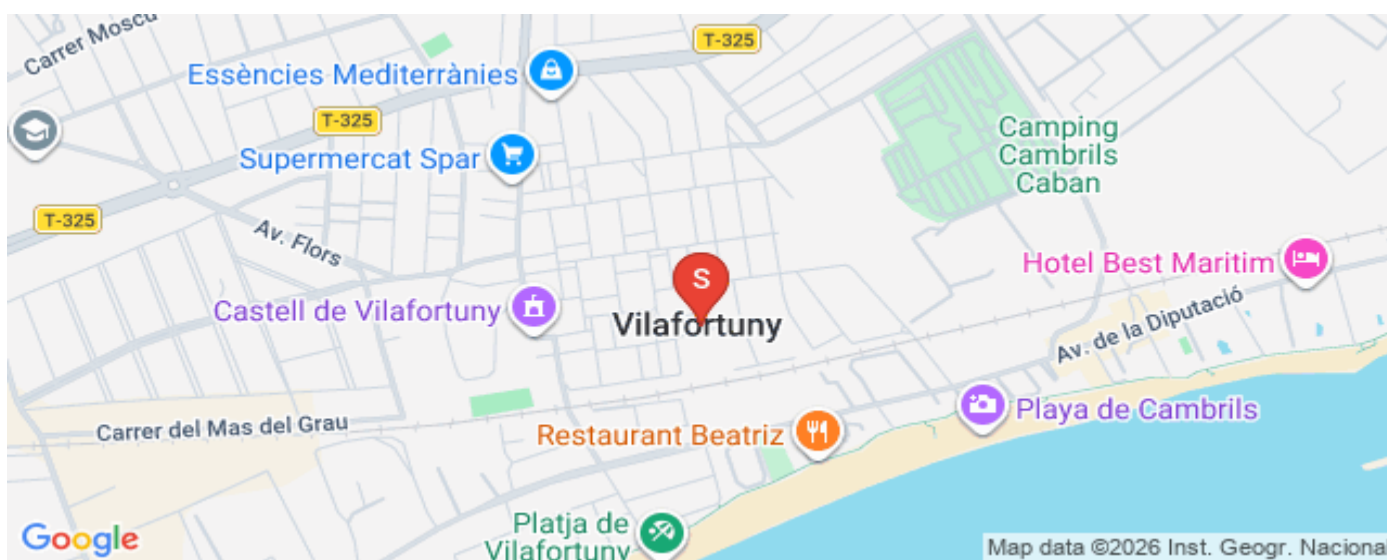 Carrer Moscú
T-325
Essències Mediterrànies
T-325
Supermercat Spar
Camping
Cambrils
Caban
T-325
Av. Flors
Hotel Best Maritim
S
Castell de Vilafortuny
Vilafortuny
Av. de la Diputació
Playa de Cambrils
Carrer del Mas del Grau
Restaurant Beatriz
Platja de
Vilafortuny
Google
Map data ©2026 Inst. Geogr. Naciona